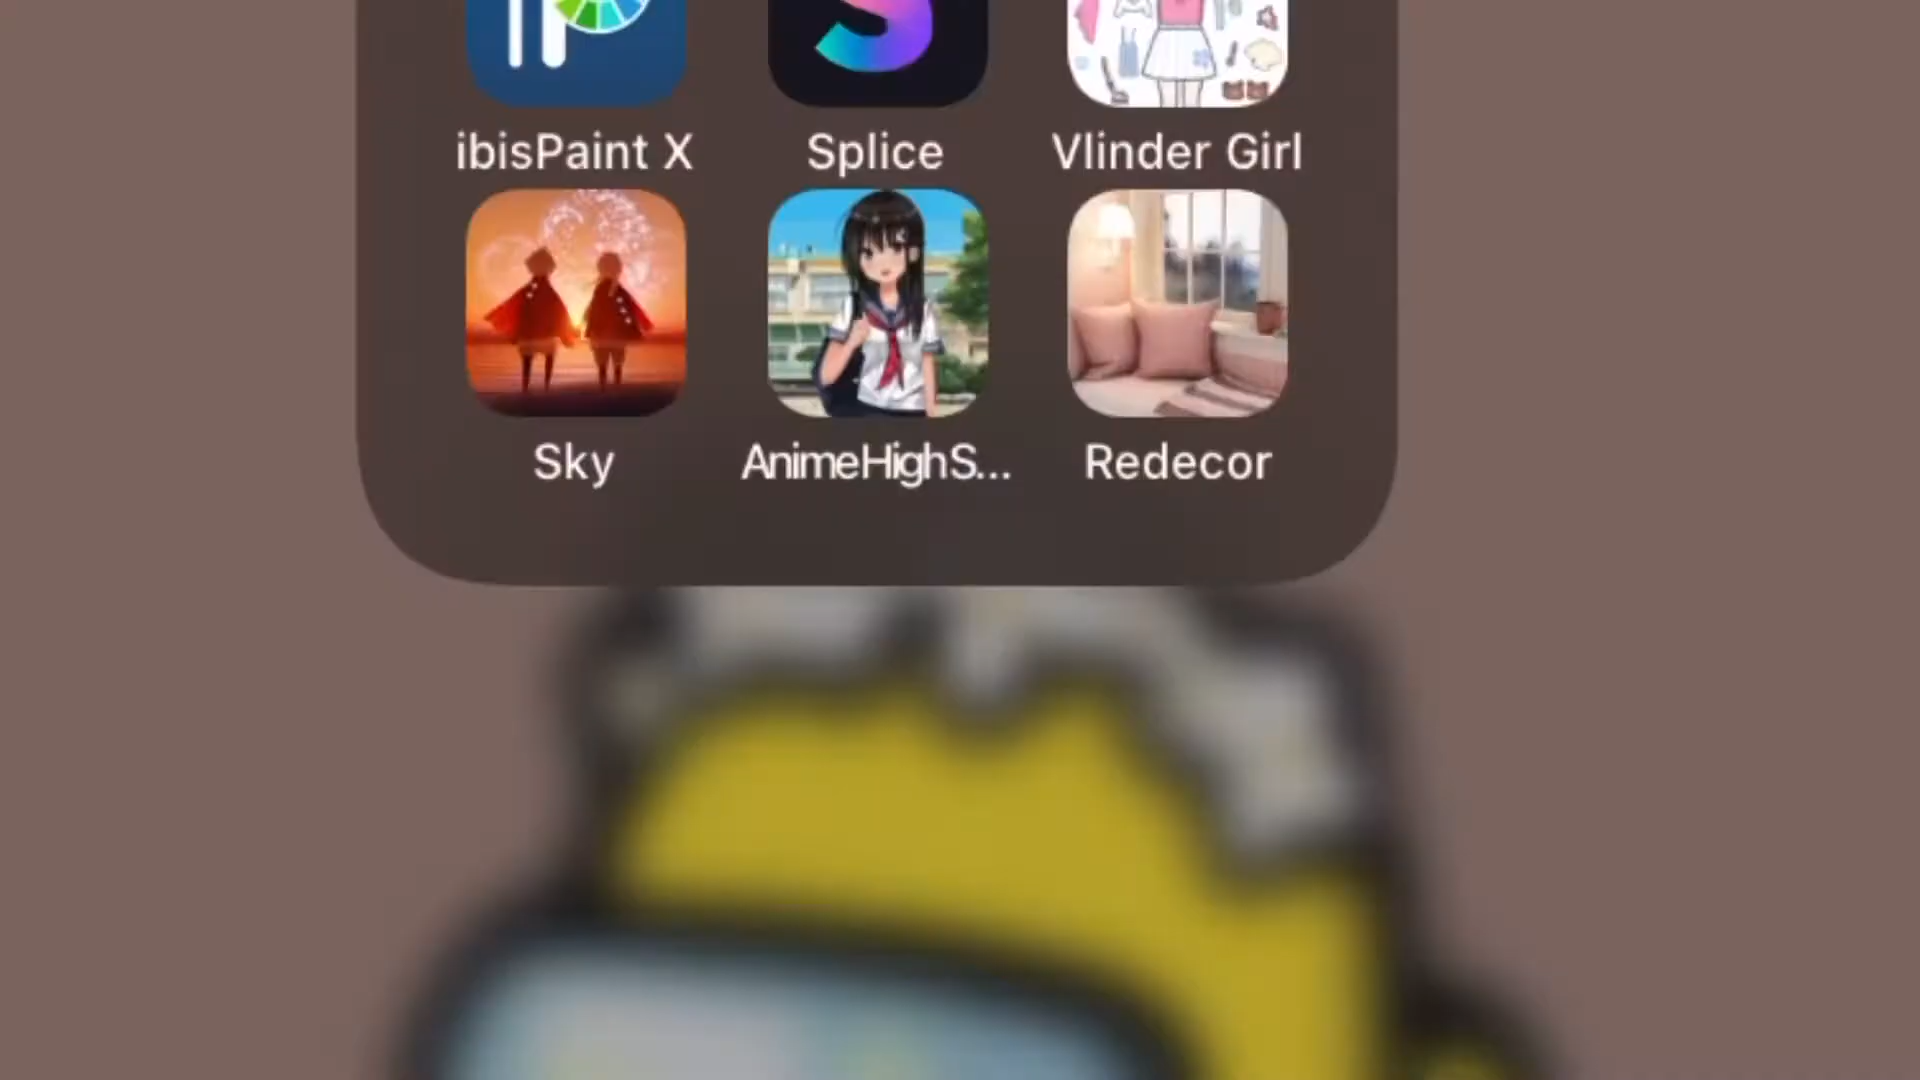 ibisPaint X
Splice
Vlinder Girl
Sky
AnimeHighS...
Redecor